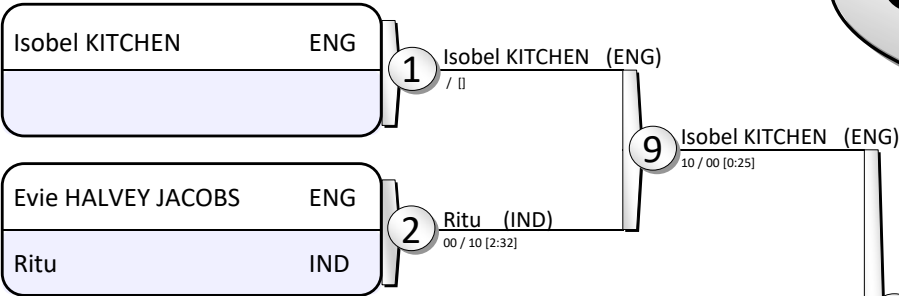 Isobel KITCHEN ENG
1
Isobel KITCHEN (ENG)
/ []
Evie HALVEY JACOBS ENG
Ritu IND
2
Ritu (IND)
00 / 10 [2:32]
9
Isobel KITCHEN (ENG)
10 / 00 [0:25]